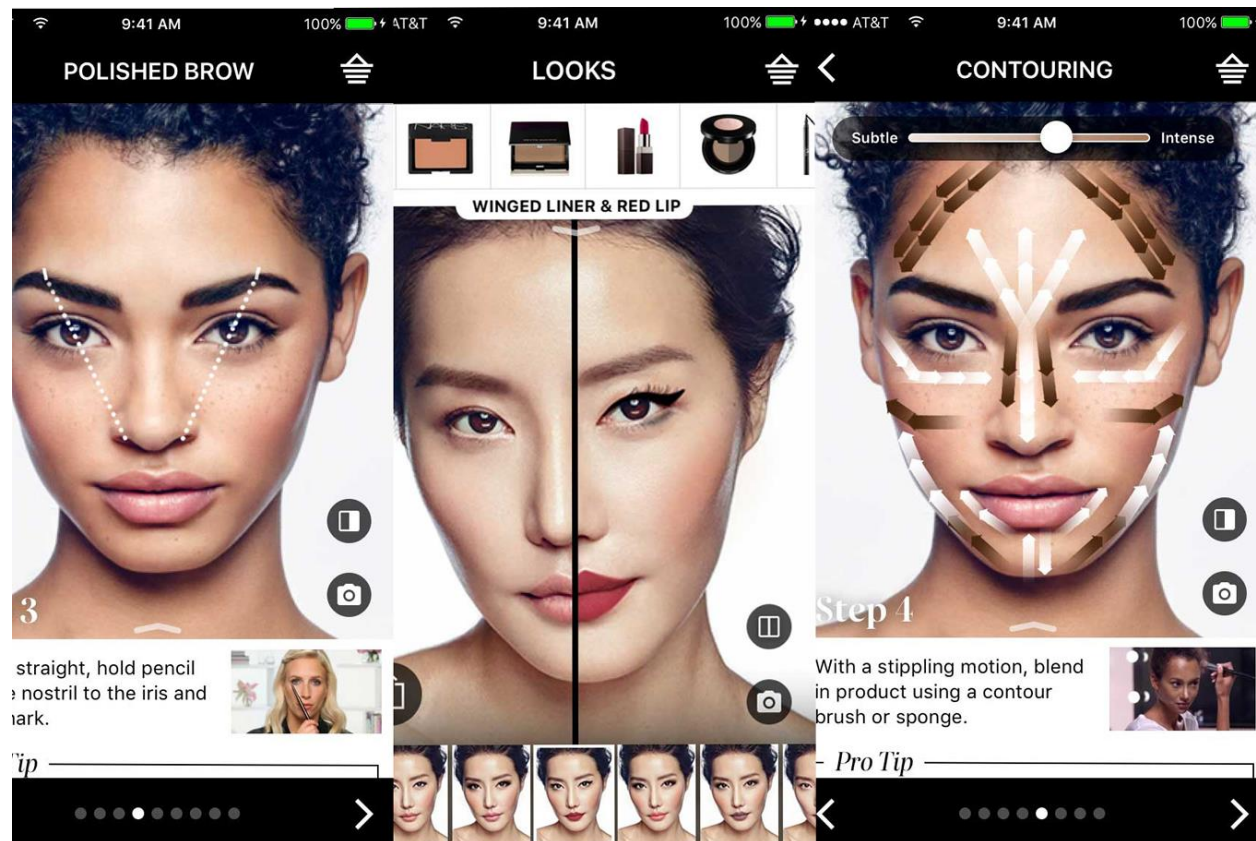 9:41 AM
100%
POLISHED BROW
3
straight, hold pencil
nostril to the iris and
AT&T
9:41 AM
100%
LOOKS
NARS
WINGED LINER & RED LIP
AT&T
9:41 AM
100%
CONTOURING
Subtle
Intense
Step 4
With a stippling motion, blend
in product using a contour
brush or sponge.
Pro Tip